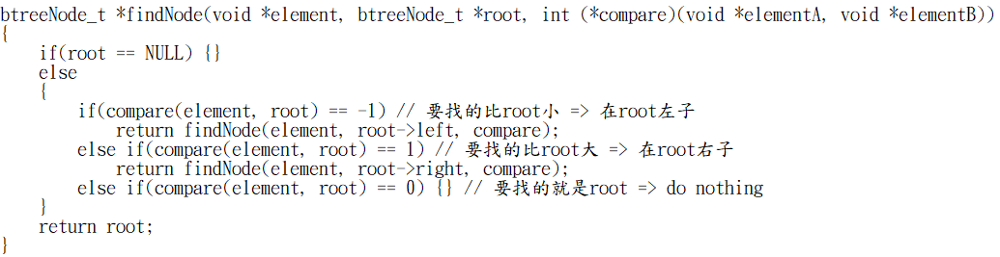 btreeNode_t *findNode(void *element, btreeNode_t *root, int (*compare)(void *elementA, void *elementB))
{
    if(root == NULL) {}
    else
    {
        if(compare(element, root) == -1) // 要找的比root小 => 在root左子
            return findNode(element, root->left, compare);
        else if(compare(element, root) == 1) // 要找的比root大 => 在root右子
            return findNode(element, root->right, compare);
        else if(compare(element, root) == 0) {} // 要找的就是root => do nothing
    }
    return root;
}